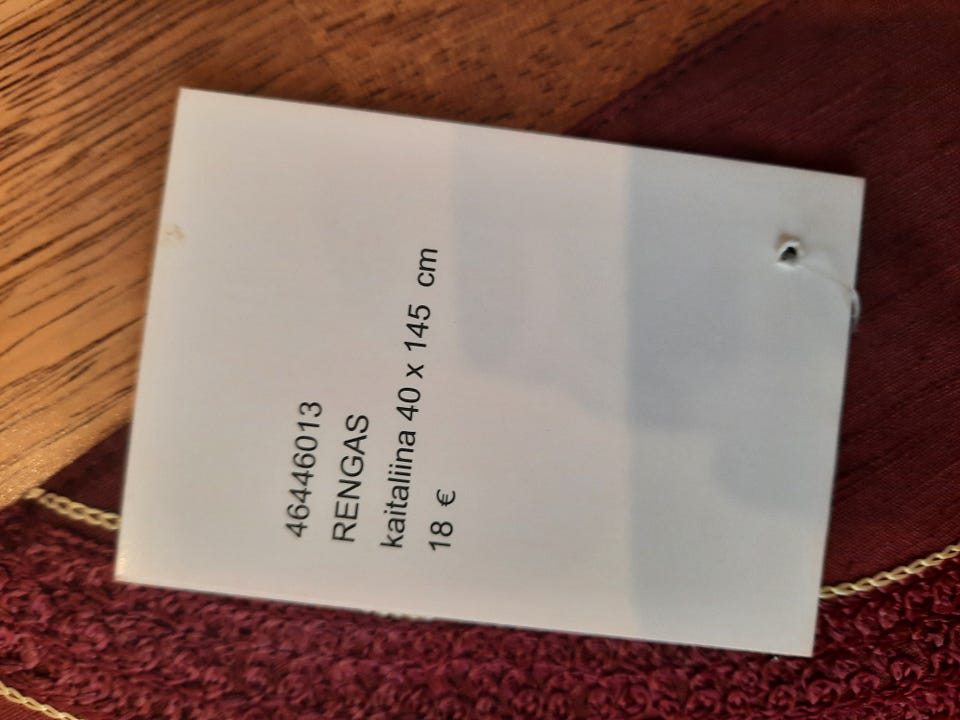 46446013
RENGAS
kaitaliina 40 x 145 cm
18 €